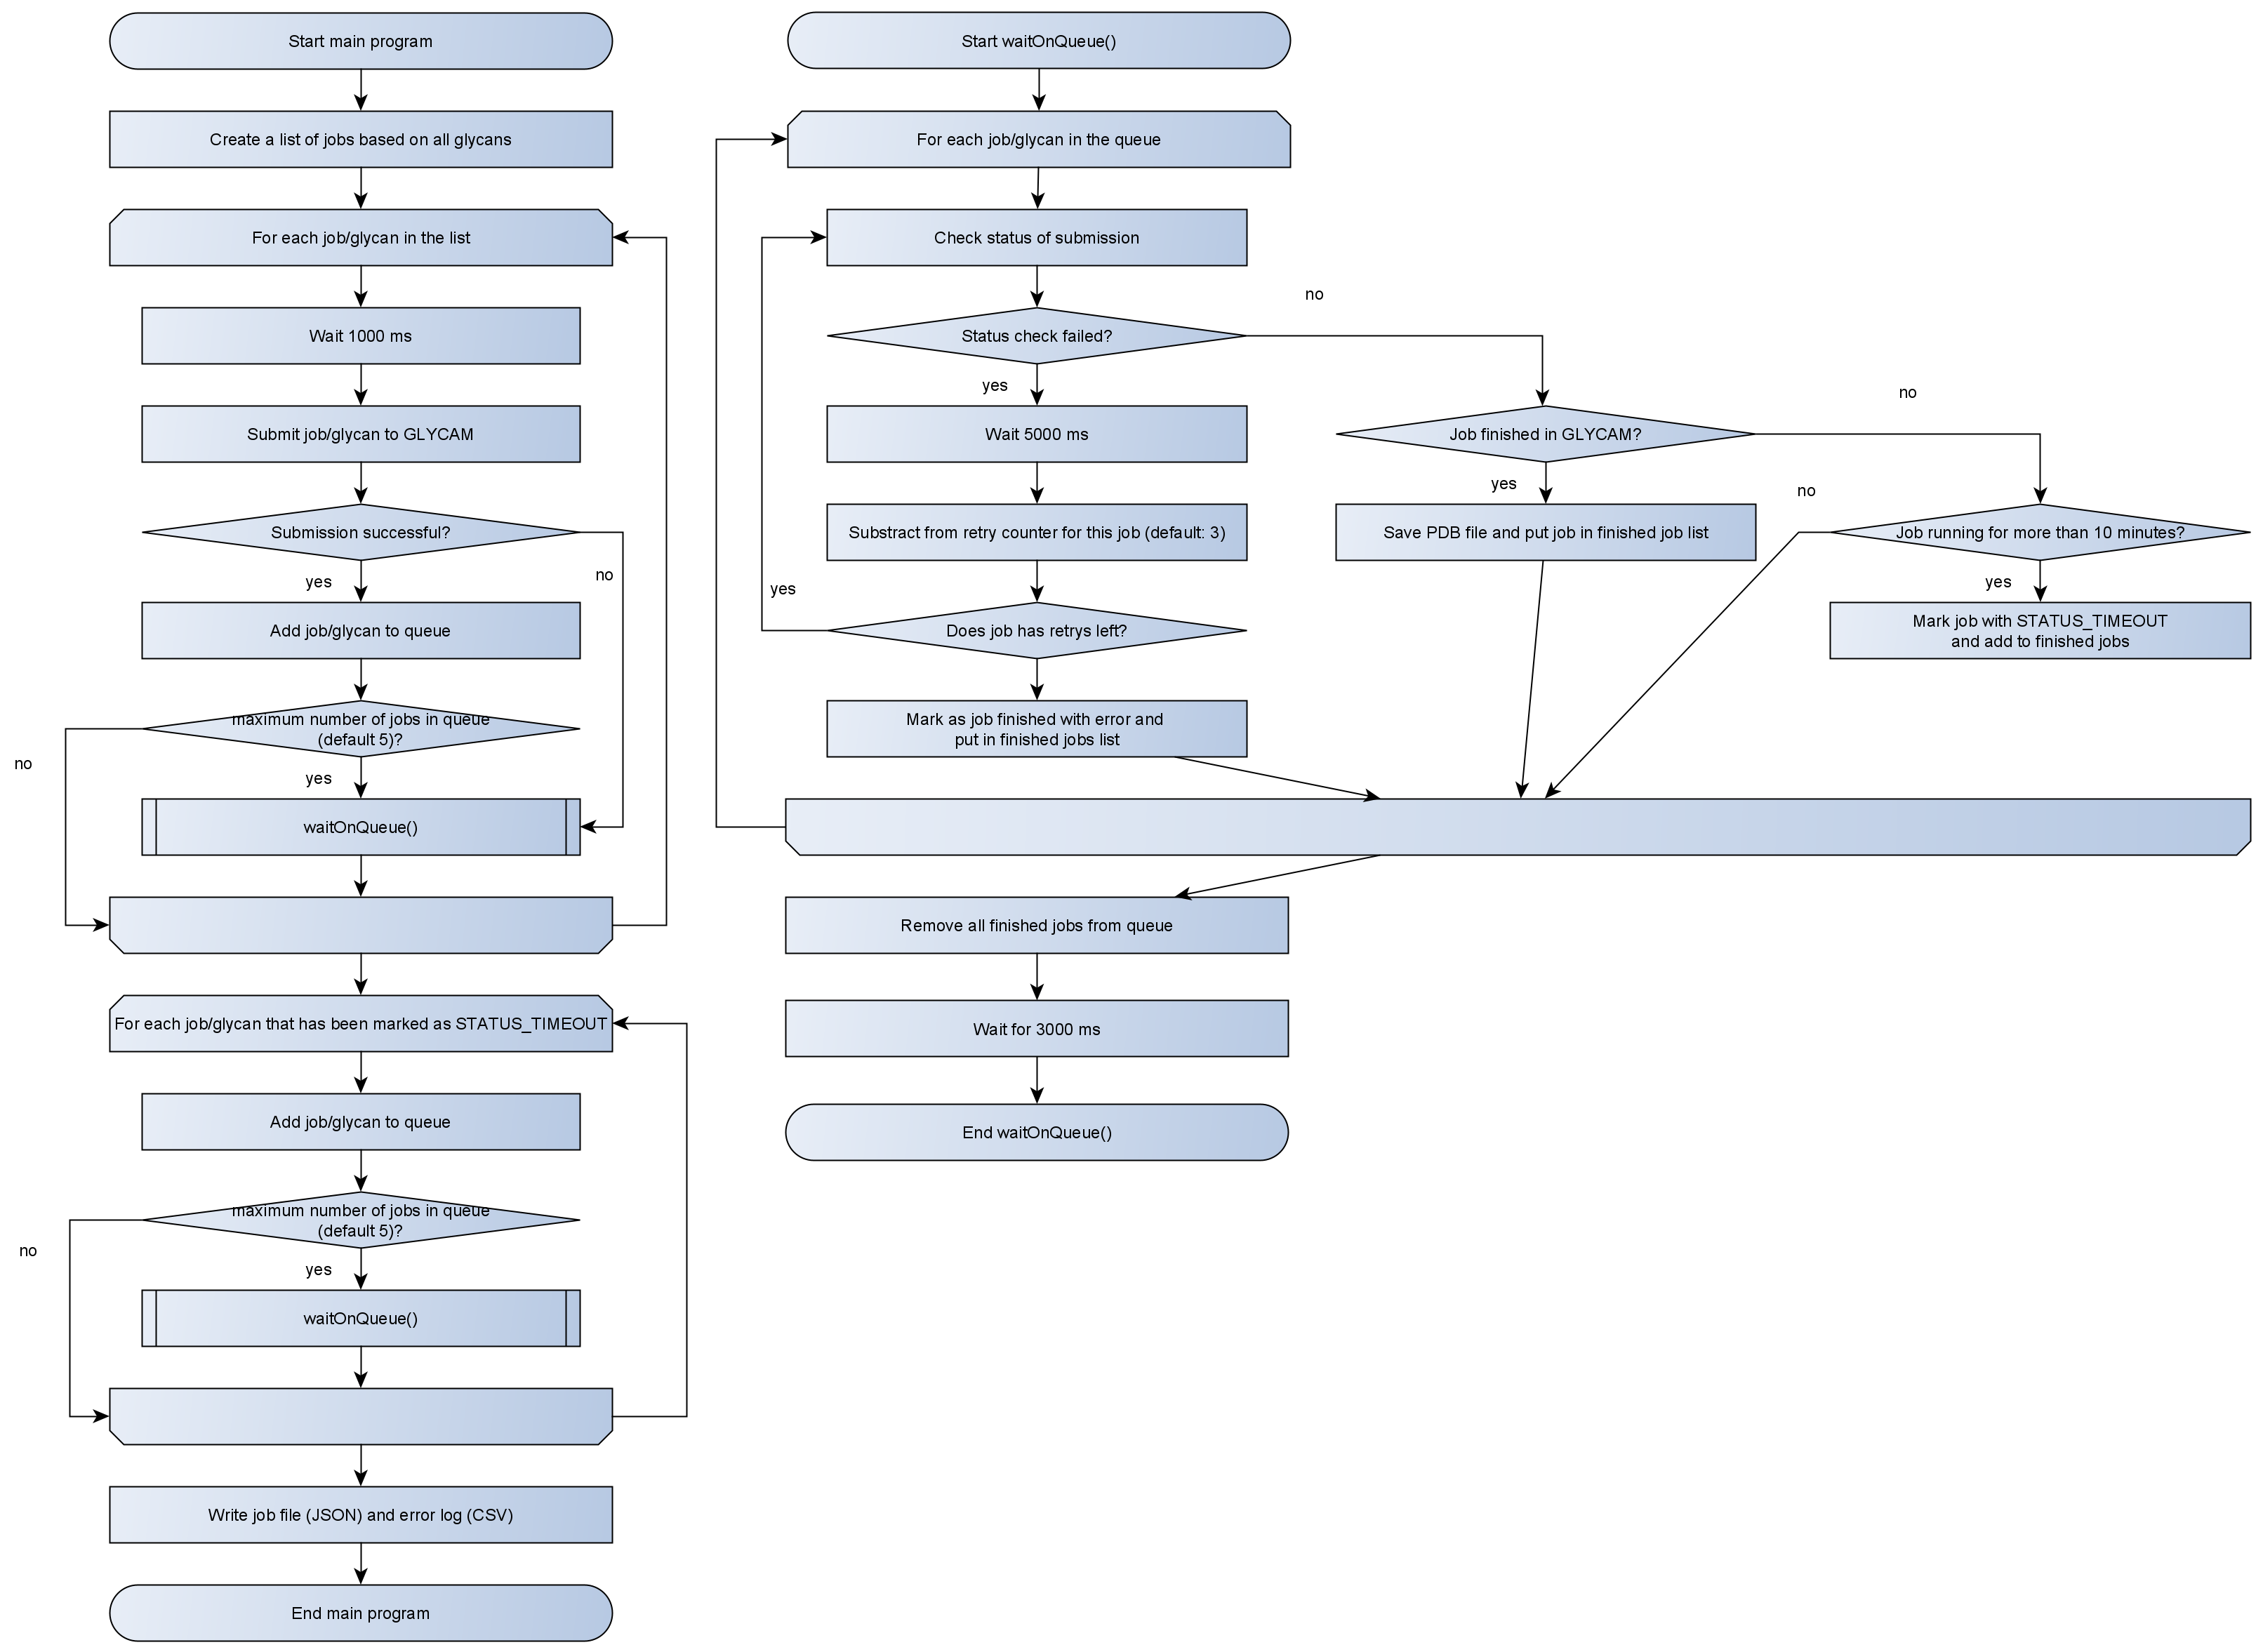 Start main program
Create a list of jobs based on all glycans
For each job/glycan in the list
Wait 1000 ms
Submit job/glycan to GLYCAM
Submission successful?
no
yes
Add job/glycan to queue
maximum number of jobs in queue
(default 5)?
no
yes
waitOnQueue()
For each job/glycan that has been marked as STATUS_TIMEOUT
Add job/glycan to queue
maximum number of jobs in queue
(default 5)?
no
yes
waitOnQueue()
Write job file (JSON) and error log (CSV)
End main program
Start waitOnQueue()
For each job/glycan in the queue
Check status of submission
no
Status check failed?
yes
Wait 5000 ms
Substract from retry counter for this job (default: 3)
yes
Does job has retrys left?
Mark as job finished with error and
put in finished jobs list
no
Job finished in GLYCAM?
yes
Save PDB file and put job in finished job list
no
Job running for more than 10 minutes?
yes
Mark job with STATUS_TIMEOUT
and add to finished jobs
Remove all finished jobs from queue
Wait for 3000 ms
End waitOnQueue()